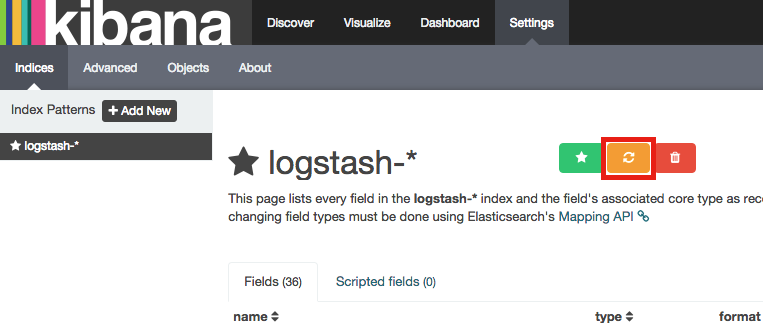 kibana Discover Visualize Dashboard Settings
Indices Advanced Objects About
Index Patterns + Add New
logstash-*
logstash-*
This page lists every field in the logstash-* index and the field's associated core type as rec
changing field types must be done using Elasticsearch's Mapping API
Fields (36) Scripted fields (0)
name type format